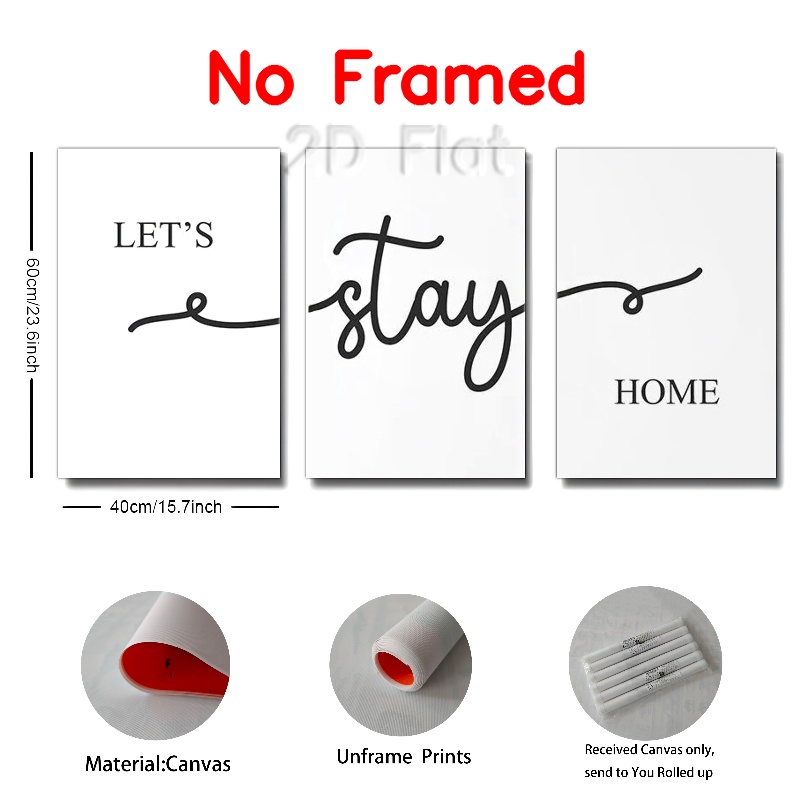 No Framed
2D Flat
LET’S
stay
HOME
60cm/23.6inch
40cm/15.7inch
Material:Canvas
Unframe Prints
Received Canvas only,
send to You Rolled up